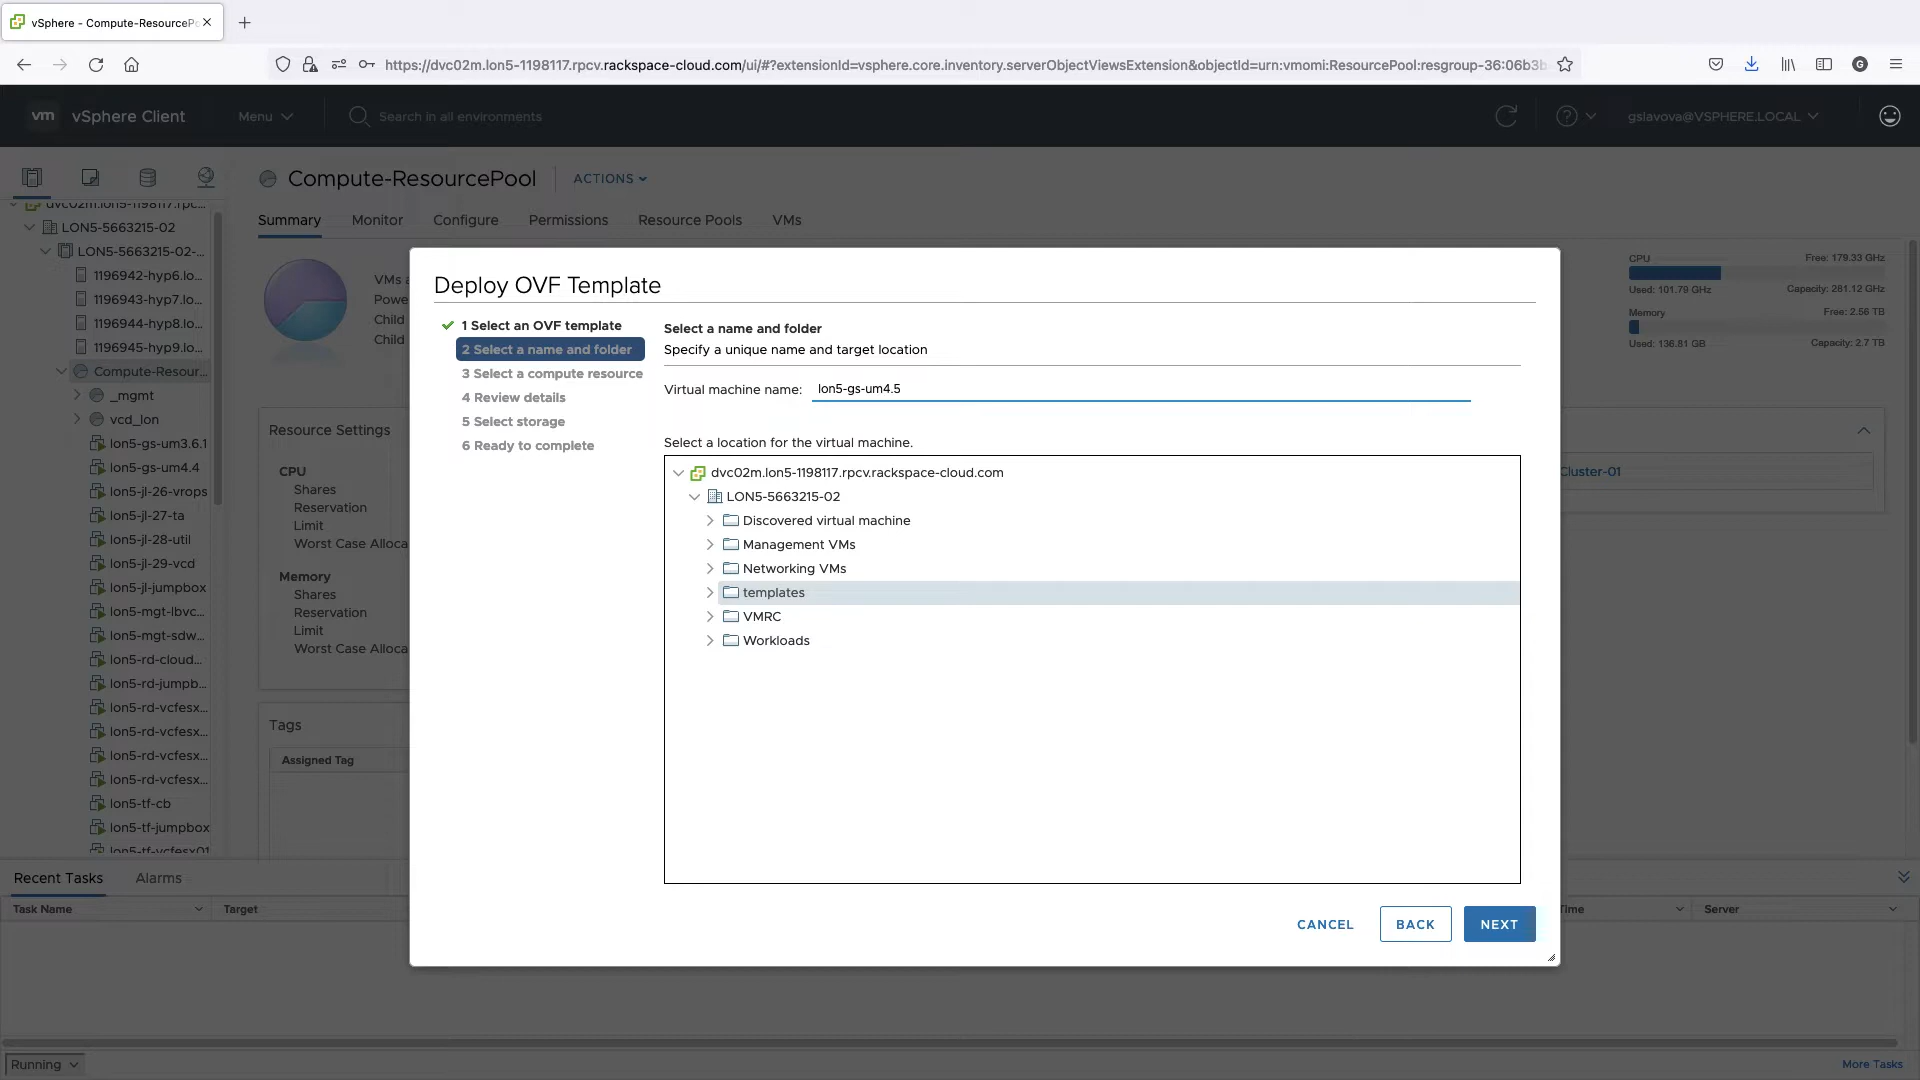 vSphere - Compute-ResourceP
https://dvc02m.lon5-1198117.rpcv.rackspace-cloud.com/ui/#?extensionId=vsphere.core.inventory.serverObjectViewsExtension&objectId=urn:vmomi:ResourcePool:resgroup-36:06b3b
G
vm vSphere Client Menu Search in all environments gslavova@VSPHERE.LOCAL
Compute-ResourcePool ACTIONS
Summary Monitor Configure Permissions Resource Pools VMs
dvc02m.lon5-1198117.rpc...
LON5-5663215-02
LON5-5663215-02-...
1196942-hyp6.lo...
1196943-hyp7.lo...
1196944-hyp8.lo...
1196945-hyp9.lo...
Compute-Resour...
_mgmt
vcd_lon
lon5-gs-um3.6.1
lon5-gs-um4.4
lon5-jl-26-vrops
lon5-jl-27-ta
lon5-jl-28-util
lon5-jl-29-vcd
lon5-jl-jumpbox
lon5-mgt-lbvc...
lon5-mgt-sdw...
lon5-rd-cloud...
lon5-rd-jumpb...
lon5-rd-vcfesx...
lon5-rd-vcfesx...
lon5-rd-vcfesx...
lon5-rd-vcfesx...
lon5-tf-cb
lon5-tf-jumpbox
lon5-tf-vcfesx01
VMs a
Powe
Child
Child
Resource Settings
CPU
Shares
Reservation
Limit
Worst Case Alloca
Memory
Shares
Reservation
Limit
Worst Case Alloca
Tags
Assigned Tag
Deploy OVF Template
1 Select an OVF template
2 Select a name and folder
3 Select a compute resource
4 Review details
5 Select storage
6 Ready to complete
Select a name and folder
Specify a unique name and target location
Virtual machine name: lon5-gs-um4.5
Select a location for the virtual machine.
dvc02m.lon5-1198117.rpcv.rackspace-cloud.com
LON5-5663215-02
Discovered virtual machine
Management VMs
Networking VMs
templates
VMRC
Workloads
CANCEL BACK NEXT
CPU Free: 179.33 GHz
Used: 101.79 GHz Capacity: 281.12 GHz
Memory Free: 2.56 TB
Used: 136.81 GB Capacity: 2.7 TB
Cluster-01
Recent Tasks Alarms
Task Name Target Time Server
Running More Tasks